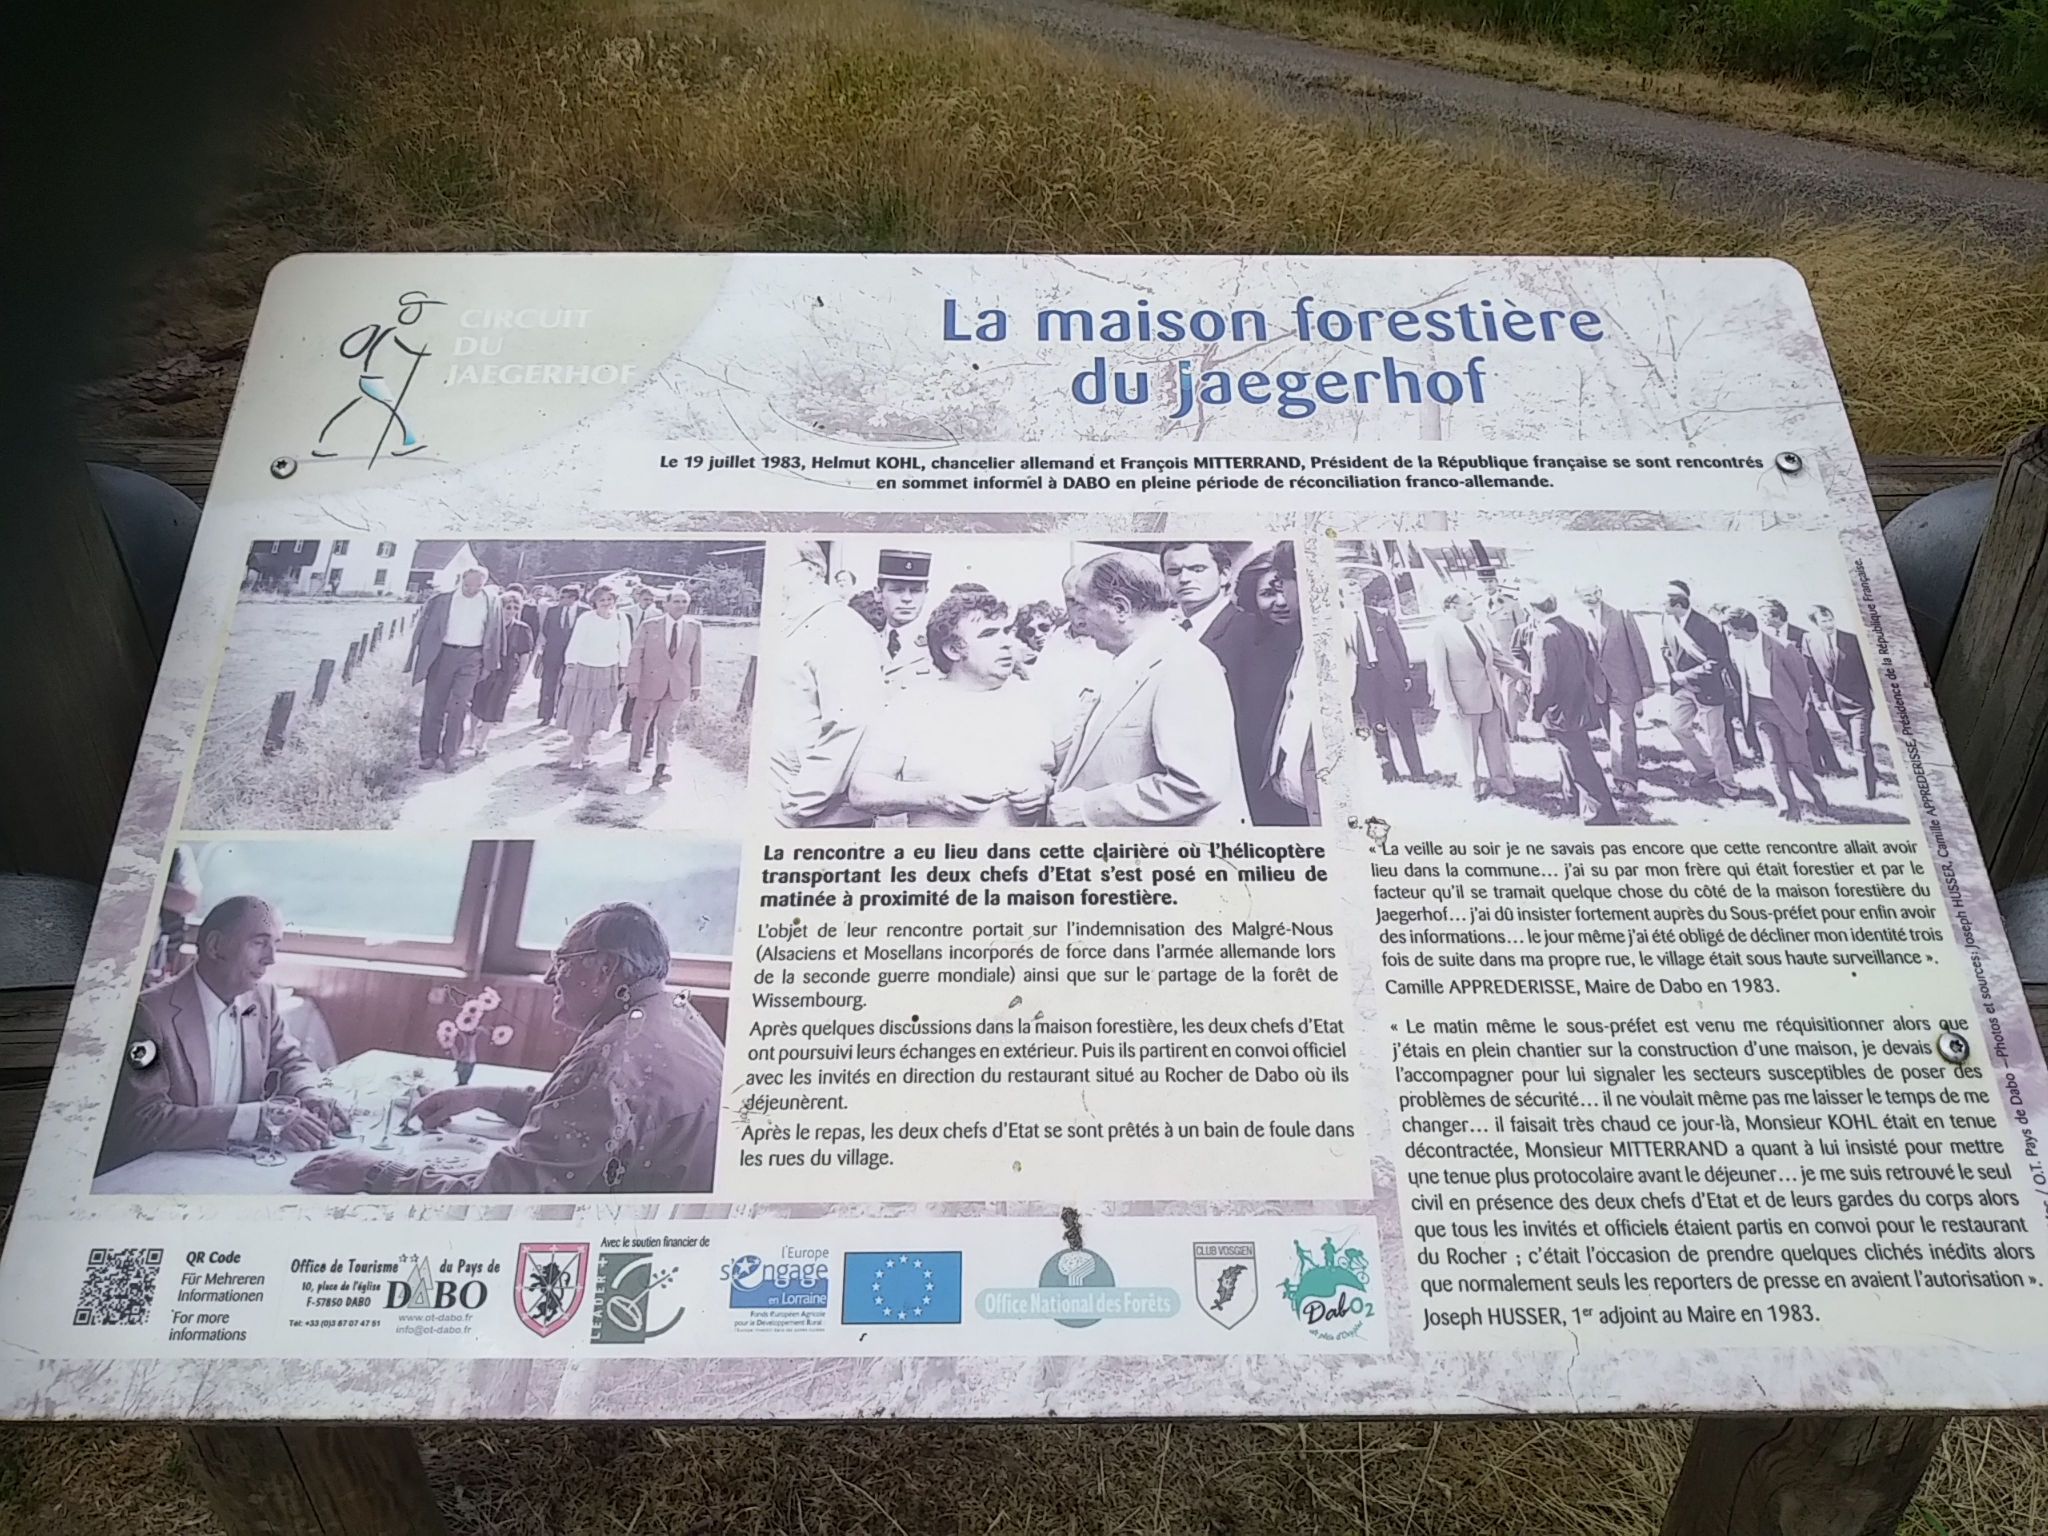 CIRCUIT
DU
JAEGERHOF
La maison forestière
du jaegerhof
Le 19 juillet 1983, Helmut KOHL, chancelier allemand et François MITTERRAND, Président de la République française se sont rencontrés
en sommet informel à DABO en pleine période de réconciliation franco-allemande.
La rencontre a eu lieu dans cette clairière où l'hélicoptère
transportant les deux chefs d'Etat s'est posé en milieu de
matinée à proximité de la maison forestière.
L'objet de leur rencontre portait sur l'indemnisation des Malgré-Nous
(Alsaciens et Mosellans incorporés de force dans l'armée allemande lors
de la seconde guerre mondiale) ainsi que sur le partage de la forêt de
Wissembourg.
Après quelques discussions dans la maison forestière, les deux chefs d'Etat
ont poursuivi leurs échanges en extérieur. Puis ils partirent en convoi officiel
avec les invités en direction du restaurant situé au Rocher de Dabo où ils
déjeunèrent.
Après le repas, les deux chefs d'Etat se sont prêtés à un bain de foule dans
les rues du village.
« La veille au soir je ne savais pas encore que cette rencontre allait avoir
lieu dans la commune... j'ai su par mon frère qui était forestier et par le
facteur qu'il se tramait quelque chose du côté de la maison forestière du
Jaegerhof... j'ai dû insister fortement auprès du Sous-préfet pour enfin avoir
des informations... le jour même j'ai été obligé de décliner mon identité trois
fois de suite dans ma propre rue, le village était sous haute surveillance ».
Camille APPREDERISSE, Maire de Dabo en 1983.
« Le matin même le sous-préfet est venu me réquisitionner alors que
j'étais en plein chantier sur la construction d'une maison, je devais
l'accompagner pour lui signaler les secteurs susceptibles de poser des
problèmes de sécurité... il ne voulait même pas me laisser le temps de me
changer... il faisait très chaud ce jour-là, Monsieur KOHL était en tenue
décontractée, Monsieur MITTERRAND a quant à lui insisté pour mettre
une tenue plus protocolaire avant le déjeuner... je me suis retrouvé le seul
civil en présence des deux chefs d'Etat et de leurs gardes du corps alors
que tous les invités et officiels étaient partis en convoi pour le restaurant
du Rocher ; c'était l'occasion de prendre quelques clichés inédits alors
que normalement seuls les reporters de presse en avaient l'autorisation ».
Joseph HUSSER, 1er adjoint au Maire en 1983.
/ O.T. Pays de Dabo – Photos et sources: Joseph HUSSER, Camille APPREDERISSE, Présidence de la République Française.
QR Code
Für Mehreren
Informationen
For more
informations
Office de Tourisme du Pays de
DABO
10, place de l'église
F-57850 DABO
Tél: +33 (0)3 87 07 47 51
www.ot-dabo.fr
info@ot-dabo.fr
Avec le soutien financier de
LEADER +
l'Europe
s'engage
en Lorraine
Fonds Européen Agricole
pour le Développement Rural :
Office National des Forêts
CLUB VOSGIEN
DabO2